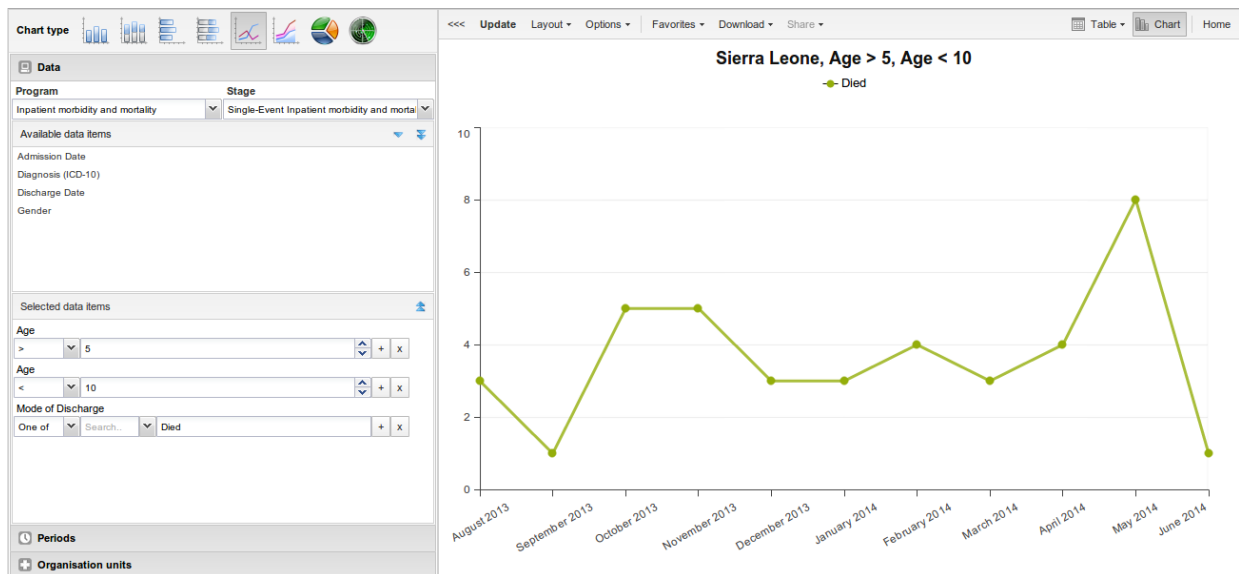 Chart type
<<< Update Layout Options Favorites Download Share Table Chart Home
Data
Program Stage
Inpatient morbidity and mortality Single-Event Inpatient morbidity and mortal
Available data items
Admission Date
Diagnosis (ICD-10)
Discharge Date
Gender
Selected data items
Age
> 5 + x
Age
< 10 + x
Mode of Discharge
One of Search.. Died + x
Periods
Organisation units
Sierra Leone, Age > 5, Age < 10
Died
10
8
6
4
2
0
August 2013
September 2013
October 2013
November 2013
December 2013
January 2014
February 2014
March 2014
April 2014
May 2014
June 2014